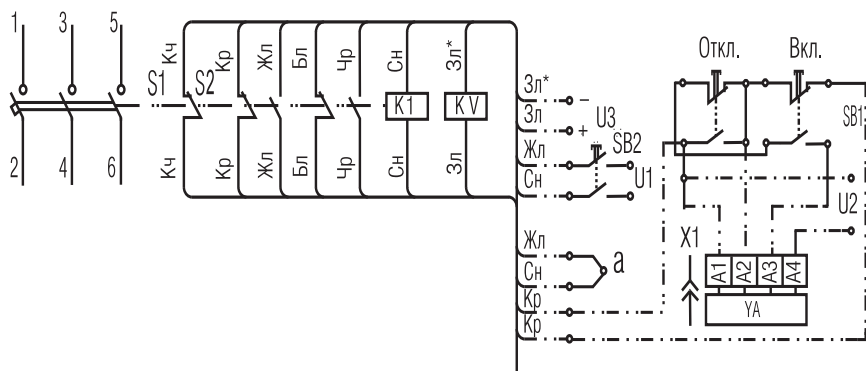 1 3 5
S1 S2
Кч Кр Жл Бл Чр Сн Зл*
К1 KV
2 4 6
Кч Кр Жл Бл Чр Сн Зл
Зл* –
Зл + U3
Жл SB2
Сн U1
Жл
Сн а
Кр
Кр
Откл. Вкл.
SB1
U2
X1
A1 A2 A3 A4
YA